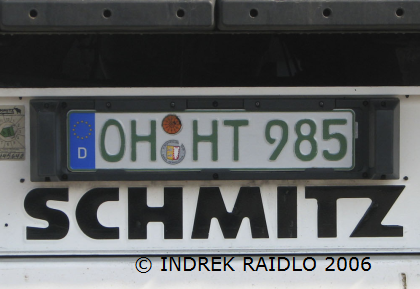 D OH HT 985
SCHMITZ
© INDREK RAIDLO 2006